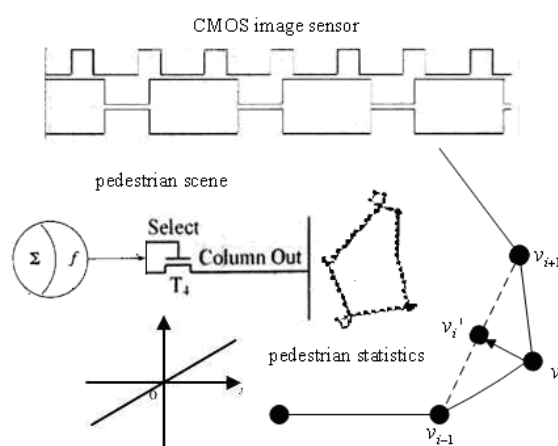 CMOS image sensor
pedestrian scene
Select
Σ f
Column Out
T4
vi+1
vi'
pedestrian statistics
v
0
vi−1